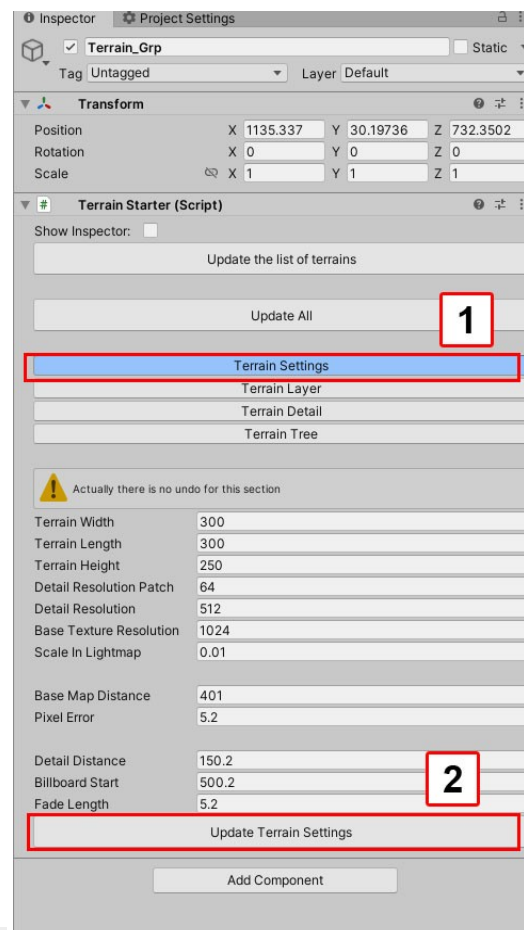 Inspector Project Settings
Terrain_Grp Static
Tag Untagged Layer Default
Transform
Position X 1135.337 Y 30.19736 Z 732.3502
Rotation X 0 Y 0 Z 0
Scale X 1 Y 1 Z 1
# Terrain Starter (Script)
Show Inspector:
Update the list of terrains
Update All
1
Terrain Settings
Terrain Layer
Terrain Detail
Terrain Tree
Actually there is no undo for this section
Terrain Width 300
Terrain Length 300
Terrain Height 250
Detail Resolution Patch 64
Detail Resolution 512
Base Texture Resolution 1024
Scale In Lightmap 0.01
Base Map Distance 401
Pixel Error 5.2
Detail Distance 150.2
Billboard Start 500.2
2
Fade Length 5.2
Update Terrain Settings
Add Component